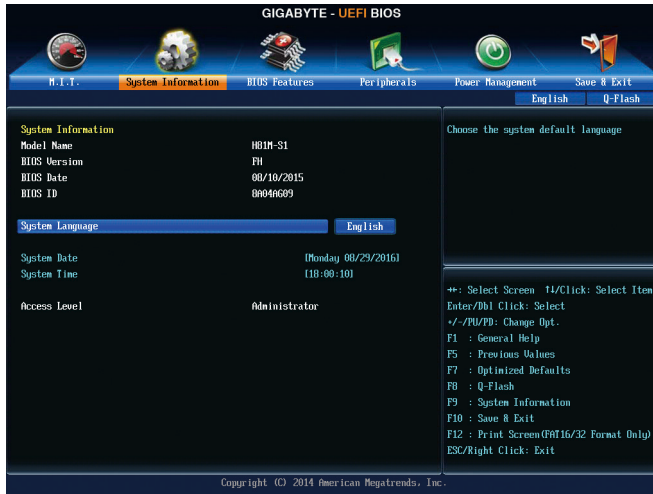 GIGABYTE - UEFI BIOS
M.I.T. System Information BIOS Features Peripherals Power Management Save & Exit
English Q-Flash
System Information
Model Name H81M-S1
BIOS Version FH
BIOS Date 08/10/2015
BIOS ID 8A04AG09
System Language English
System Date [Monday 08/29/2016]
System Time [18:00:10]
Access Level Administrator
Choose the system default language
→←: Select Screen ↑↓/Click: Select Item
Enter/Dbl Click: Select
+/-/PU/PD: Change Opt.
F1 : General Help
F5 : Previous Values
F7 : Optimized Defaults
F8 : Q-Flash
F9 : System Information
F10 : Save & Exit
F12 : Print Screen(FAT16/32 Format Only)
ESC/Right Click: Exit
Copyright (C) 2014 American Megatrends, Inc.